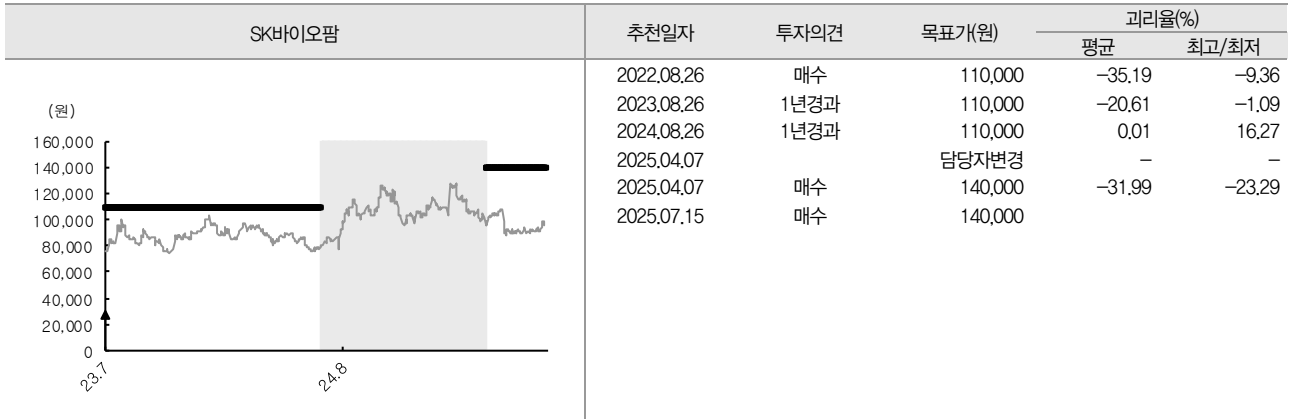 SK바이오팜
추천일자 투자의견 목표가(원) 괴리율(%)
평균 최고/최저
(원)
160,000
140,000
120,000
100,000
80,000
60,000
40,000
20,000
0
23.7 24.8
2022.08.26 매수 110,000 -35.19 -9.36
2023.08.26 1년경과 110,000 -20.61 -1.09
2024.08.26 1년경과 110,000 0.01 16.27
2025.04.07 담당자변경 - -
2025.04.07 매수 140,000 -31.99 -23.29
2025.07.15 매수 140,000